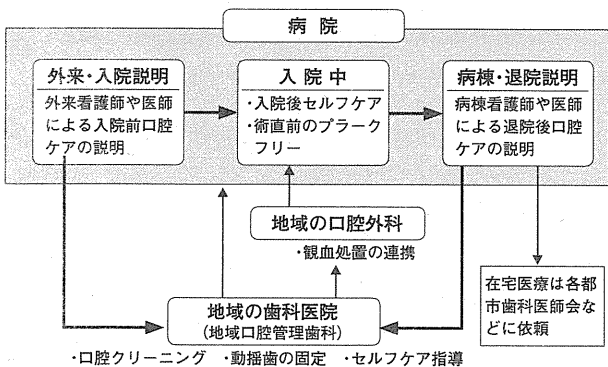 病院
外来・入院説明
外来看護師や医師
による入院前口腔
ケアの説明
入院中
・入院後セルフケア
・術直前のプラーク
フリー
病棟・退院説明
病棟看護師や医師
による退院後口腔
ケアの説明
地域の口腔外科
・観血処置の連携
地域の歯科医院
(地域口腔管理歯科)
在宅医療は各都
市歯科医師会な
どに依頼
・口腔クリーニング ・動揺歯の固定 ・セルフケア指導